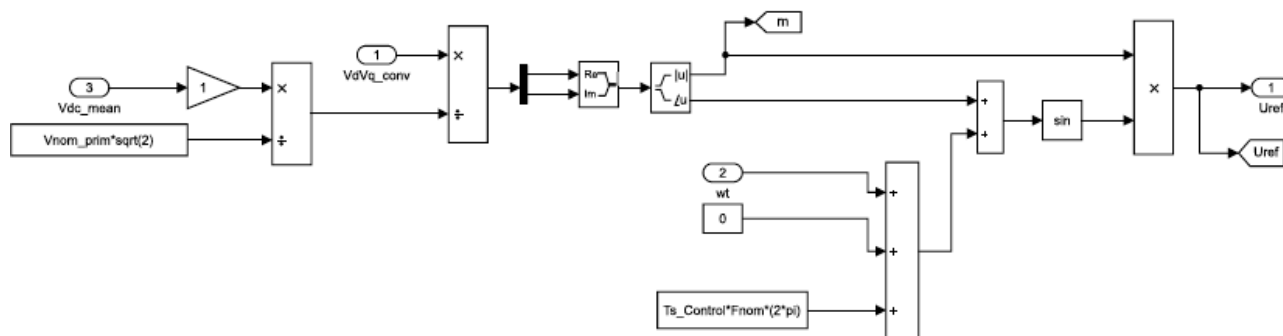 m
1
VdVq_conv
×
÷
3
Vdc_mean
1
×
÷
Vnom_prim*sqrt(2)
Re
Im
|u|
∠u
+
+
sin
×
1
Uref
Uref
2
wt
0
+
+
+
Ts_Control*Fnom*(2*pi)